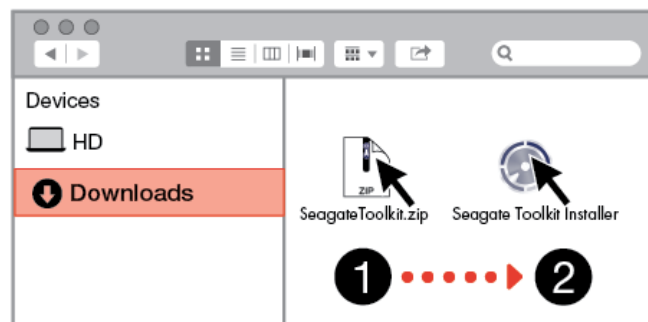 Devices
HD
Downloads
ZIP
SeagateToolkit.zip
Seagate Toolkit Installer
1
2